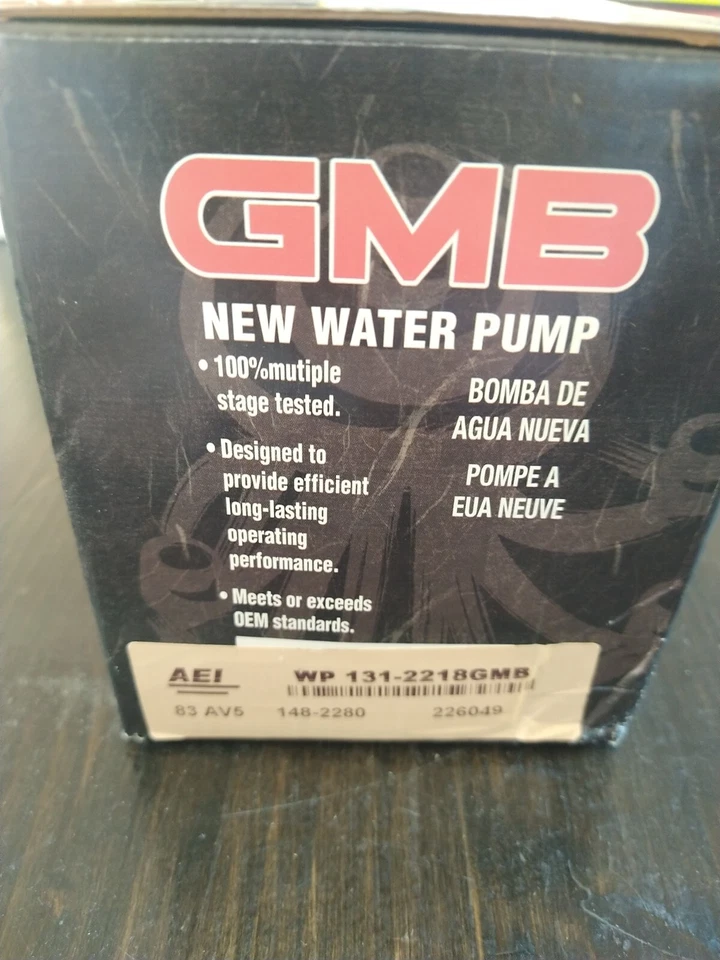 GMB
NEW WATER PUMP
• 100%mutiple
stage tested.
• Designed to
provide efficient
long-lasting
operating
performance.
• Meets or exceeds
OEM standards.
BOMBA DE
AGUA NUEVA
POMPE A
EUA NEUVE
AEI WP 131-2218GMB
83 AV5 148-2280 226049